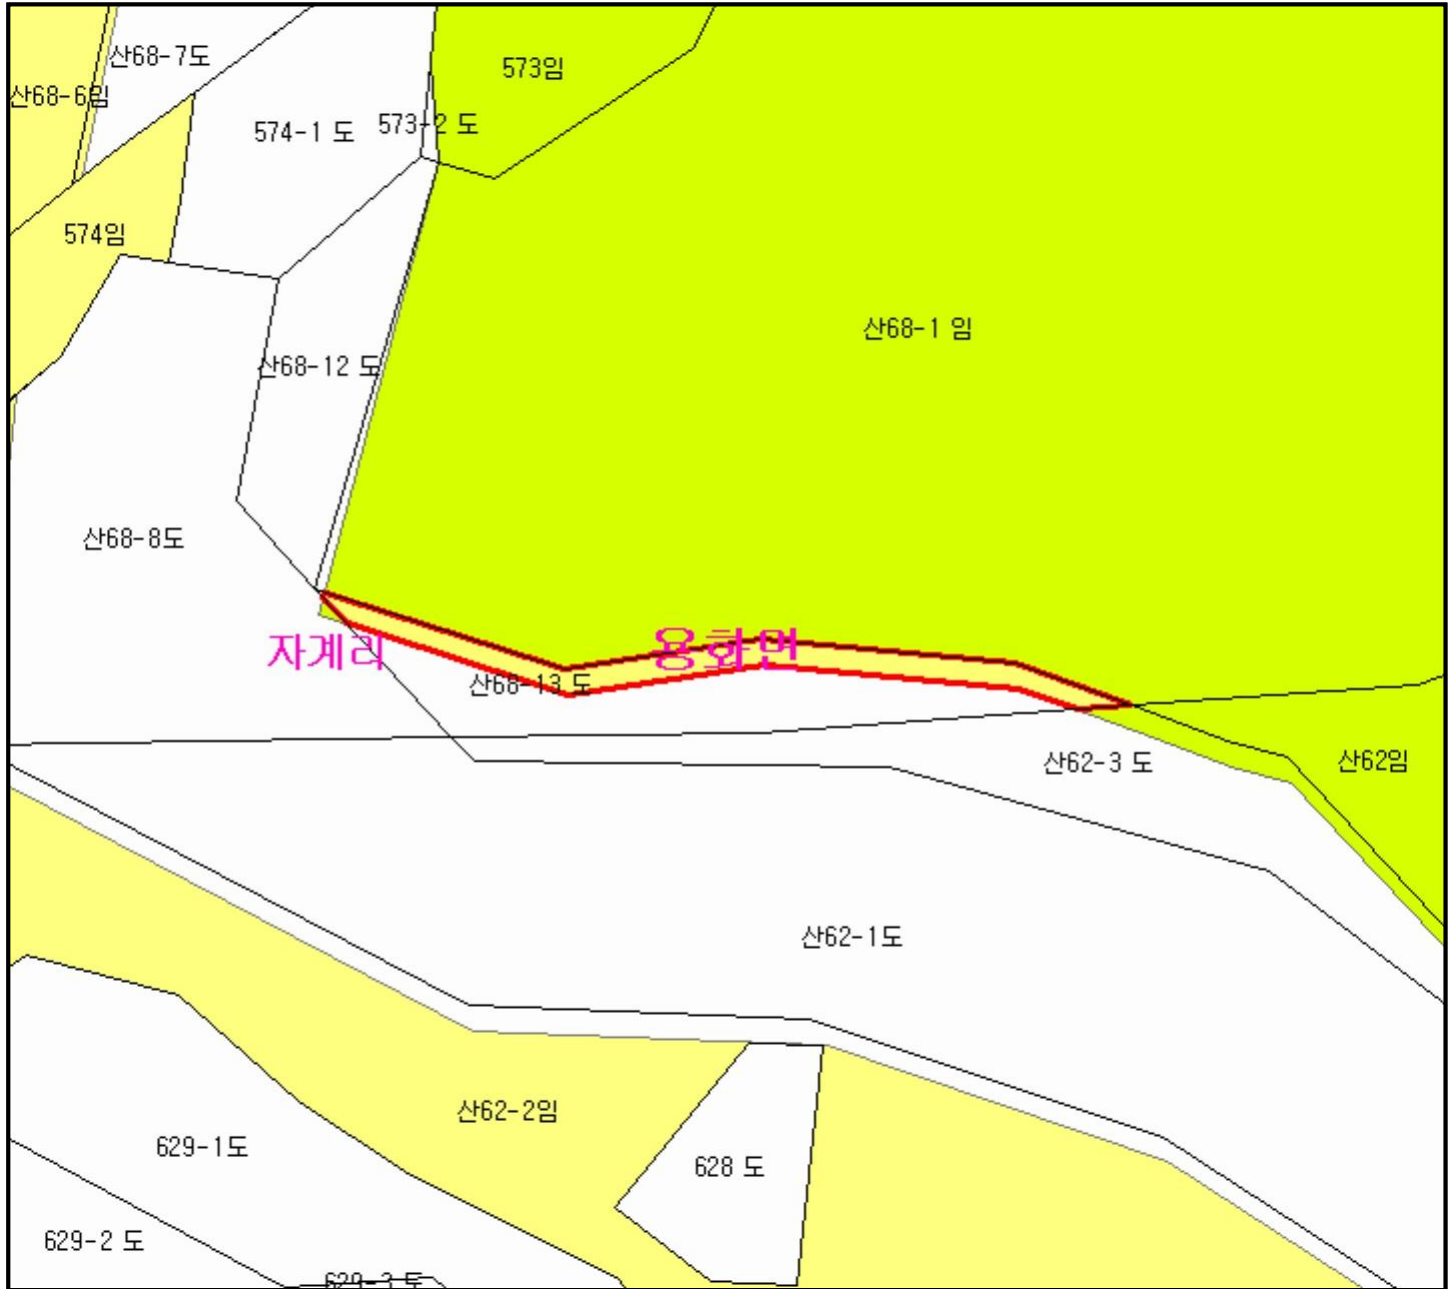 산68-7도
573임
산68-6임
574-1 도
573-2 도
574임
산68-1 임
산68-12 도
산68-8도
자계리
용화면
산68-13 도
산62-3 도
산62임
산62-1도
산62-2임
629-1도
628 도
629-2 도
629-3 도